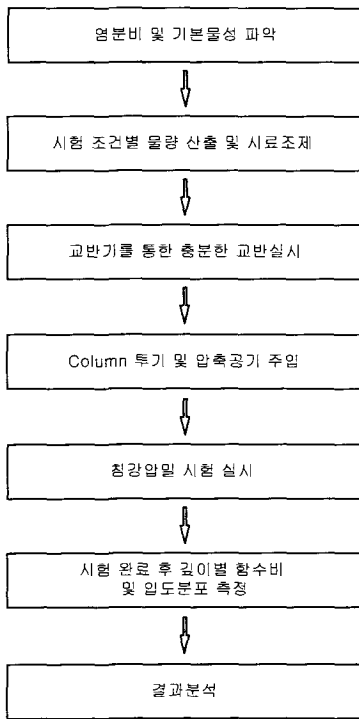 염분비 및 기본물성 파악
시험 조건별 물량 산출 및 시료조제
교반기를 통한 충분한 교반실시
Column 투기 및 압축공기 주입
침강압밀 시험 실시
시험 완료 후 깊이별 함수비
및 입도분포 측정
결과분석